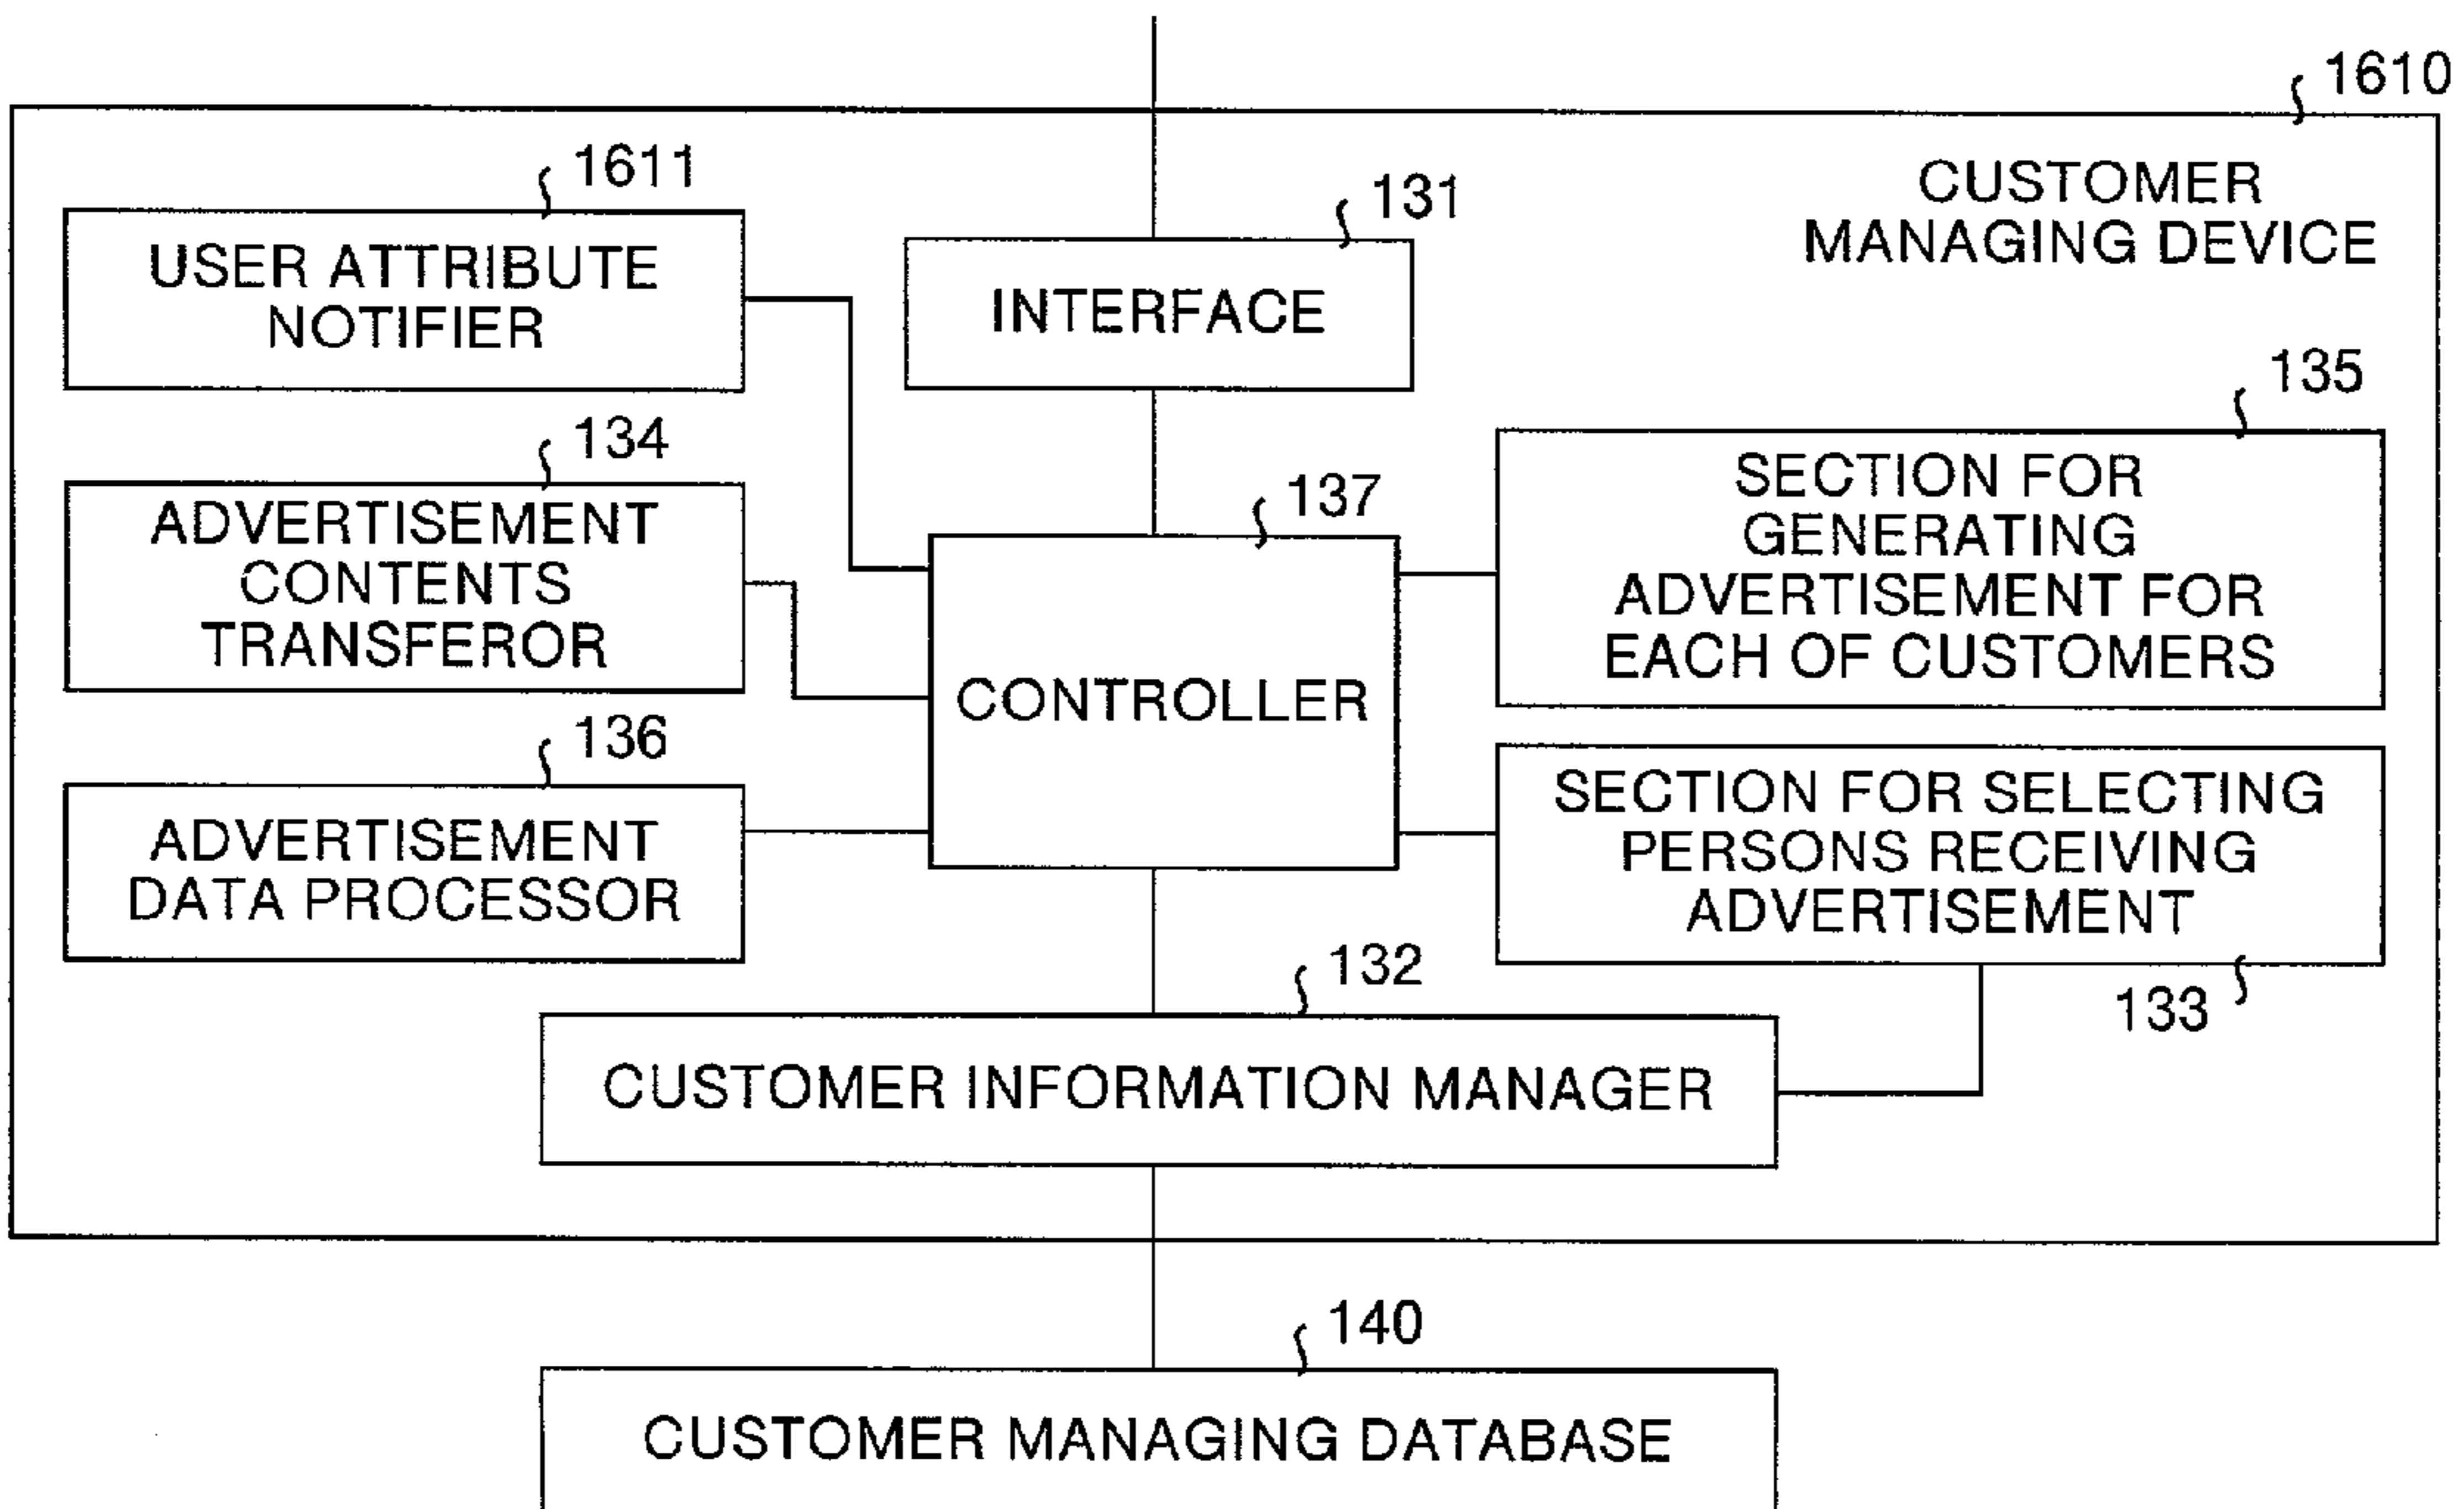 1610
CUSTOMER
MANAGING DEVICE
1611
USER ATTRIBUTE
NOTIFIER
131
INTERFACE
135
SECTION FOR
GENERATING
ADVERTISEMENT FOR
EACH OF CUSTOMERS
134
ADVERTISEMENT
CONTENTS
TRANSFEROR
137
CONTROLLER
136
ADVERTISEMENT
DATA PROCESSOR
SECTION FOR SELECTING
PERSONS RECEIVING
ADVERTISEMENT
133
132
CUSTOMER INFORMATION MANAGER
140
CUSTOMER MANAGING DATABASE